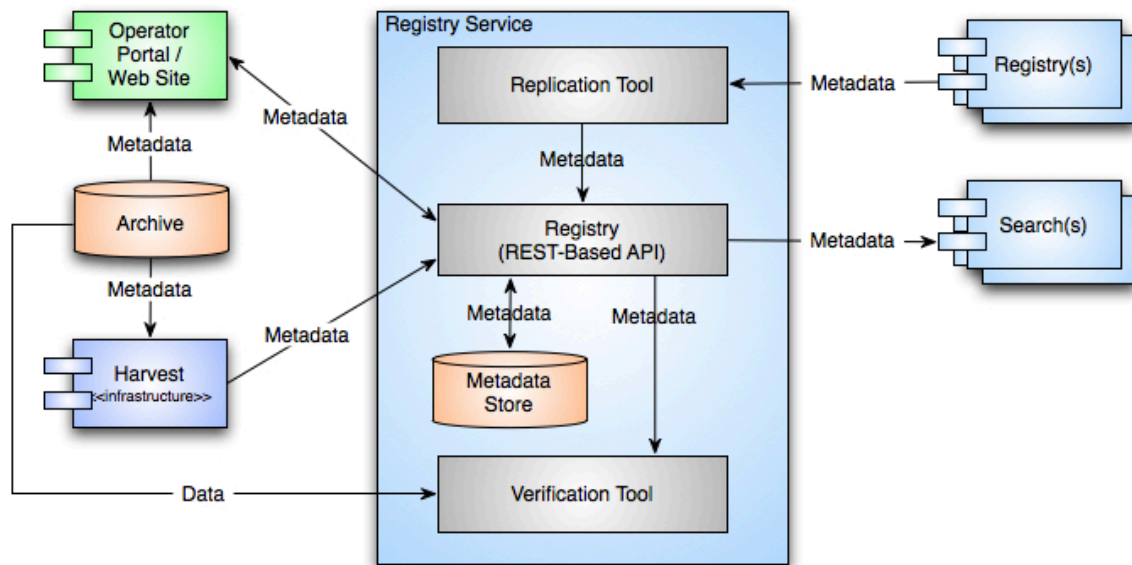 Registry Service
Operator
Portal /
Web Site
Replication Tool
Metadata
Registry(s)
Metadata
Metadata
Metadata
Archive
Registry
(REST-Based API)
Metadata
Search(s)
Metadata
Metadata
Metadata
Metadata
Harvest
<<infrastructure>>
Metadata
Store
Data
Verification Tool